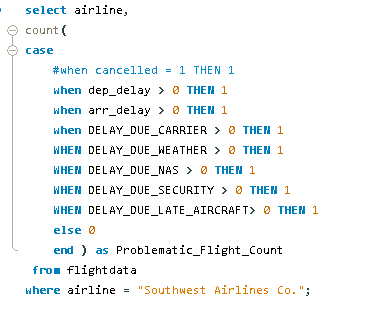 select airline,
count(
case
#when cancelled = 1 THEN 1
when dep_delay > 0 THEN 1
when arr_delay > 0 THEN 1
when DELAY_DUE_CARRIER > 0 THEN 1
WHEN DELAY_DUE_WEATHER > 0 THEN 1
WHEN DELAY_DUE_NAS > 0 THEN 1
WHEN DELAY_DUE_SECURITY > 0 THEN 1
WHEN DELAY_DUE_LATE_AIRCRAFT> 0 THEN 1
else 0
end ) as Problematic_Flight_Count
from flightdata
where airline = "Southwest Airlines Co.";